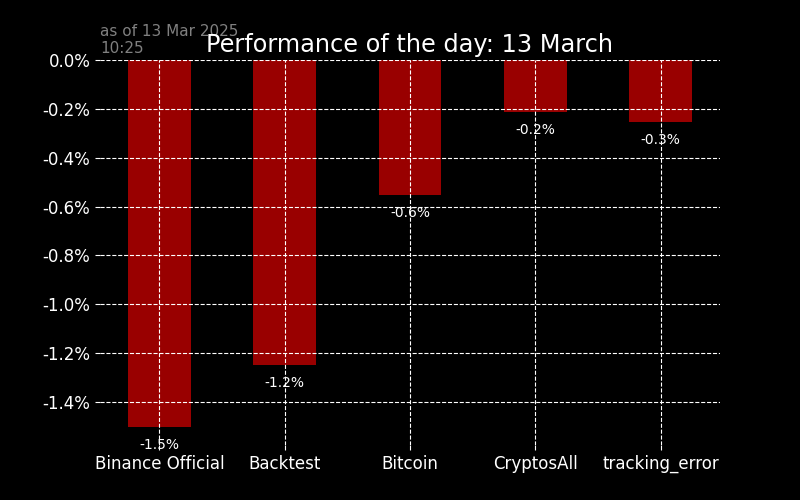 as of 13 Mar 2025
10:25
Performance of the day: 13 March
0.0%
-0.2%
-0.4%
-0.6%
-0.8%
-1.0%
-1.2%
-1.4%
-1.5%
-1.2%
-0.6%
-0.2%
-0.3%
Binance Official
Backtest
Bitcoin
CryptosAll
tracking_error